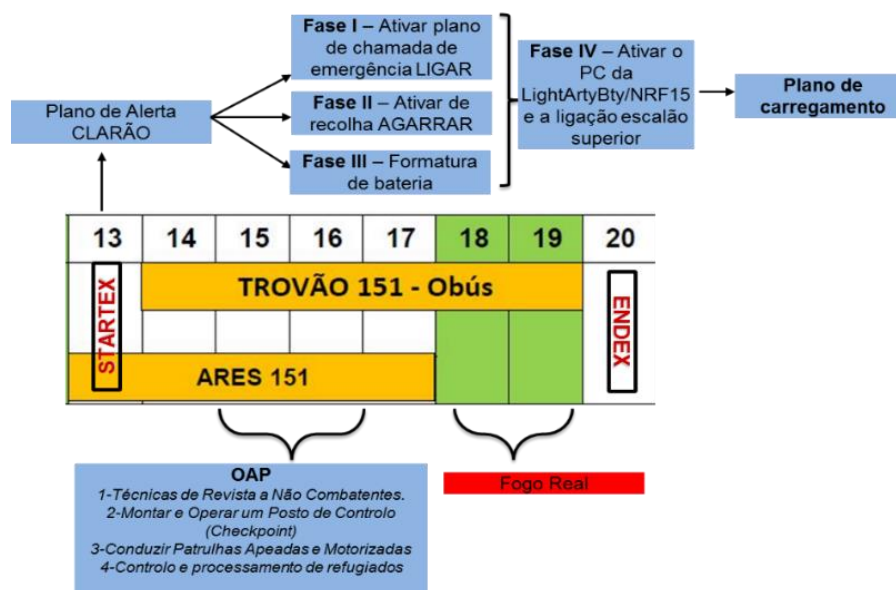 Plano de Alerta
CLARÃO
Fase I – Ativar plano
de chamada de
emergência LIGAR
Fase II – Ativar de
recolha AGARRAR
Fase III – Formatura
de bateria
Fase IV – Ativar o
PC da
LightArtyBty/NRF15
e a ligação escalão
superior
Plano de
carregamento
13 14 15 16 17 18 19 20
STARTEX
TROVÃO 151 - Obús
ENDEX
ARES 151
OAP
1-Técnicas de Revista a Não Combatentes.
2-Montar e Operar um Posto de Controlo
(Checkpoint)
3-Conduzir Patrulhas Apeadas e Motorizadas
4-Controlo e processamento de refugiados
Fogo Real